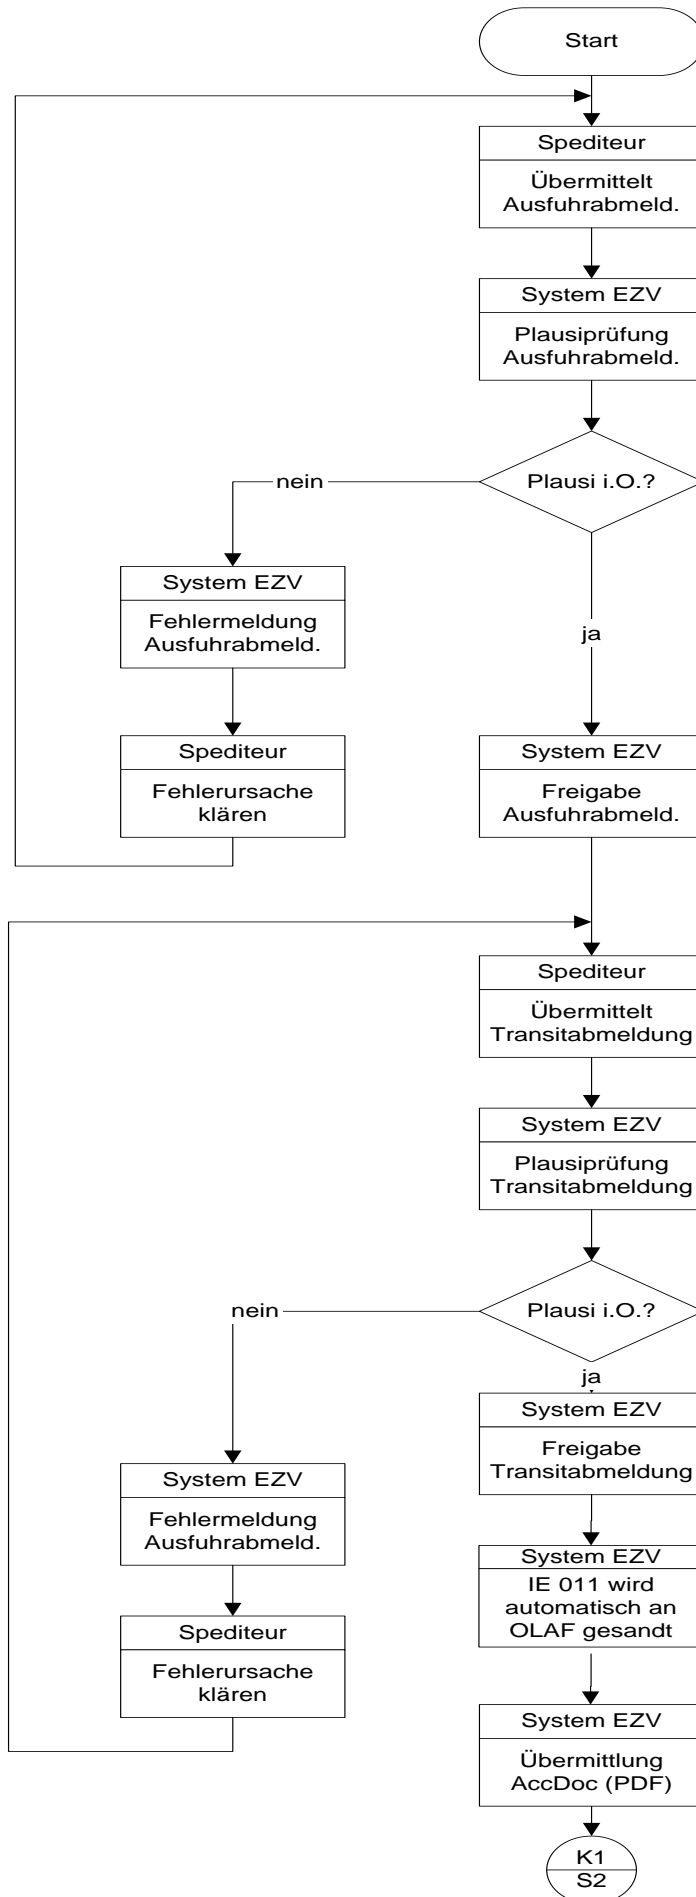 Start
Spediteur
Übermittelt
Ausfuhrabmeld.
System EZV
Plausiprüfung
Ausfuhrabmeld.
Plausi i.O.?
nein
System EZV
Fehlermeldung
Ausfuhrabmeld.
ja
Spediteur
Fehlerursache
klären
System EZV
Freigabe
Ausfuhrabmeld.
Spediteur
Übermittelt
Transitabmeldung
System EZV
Plausiprüfung
Transitabmeldung
Plausi i.O.?
nein
ja
System EZV
Freigabe
Transitabmeldung
System EZV
Fehlermeldung
Ausfuhrabmeld.
System EZV
IE 011 wird
automatisch an
OLAF gesandt
Spediteur
Fehlerursache
klären
System EZV
Übermittlung
AccDoc (PDF)
K1
S2